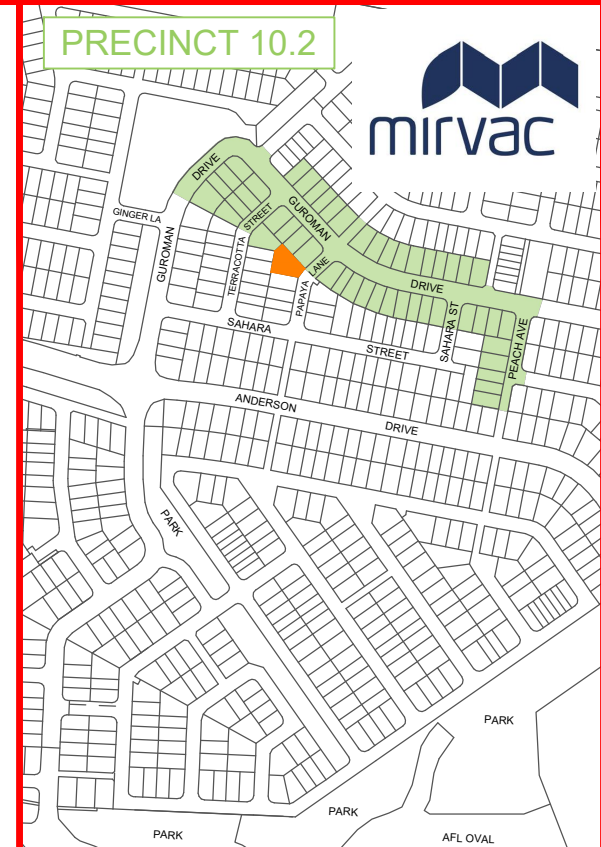 PRECINCT 10.2
mirvac
DRIVE
GINGER LA
STREET
GUROMAN
GUROMAN
TERRACOTTA
LANE
PAPAYA
DRIVE
SAHARA
STREET
SAHARA ST
PEACH AVE
ANDERSON
DRIVE
PARK
PARK
PARK
PARK
AFL OVAL